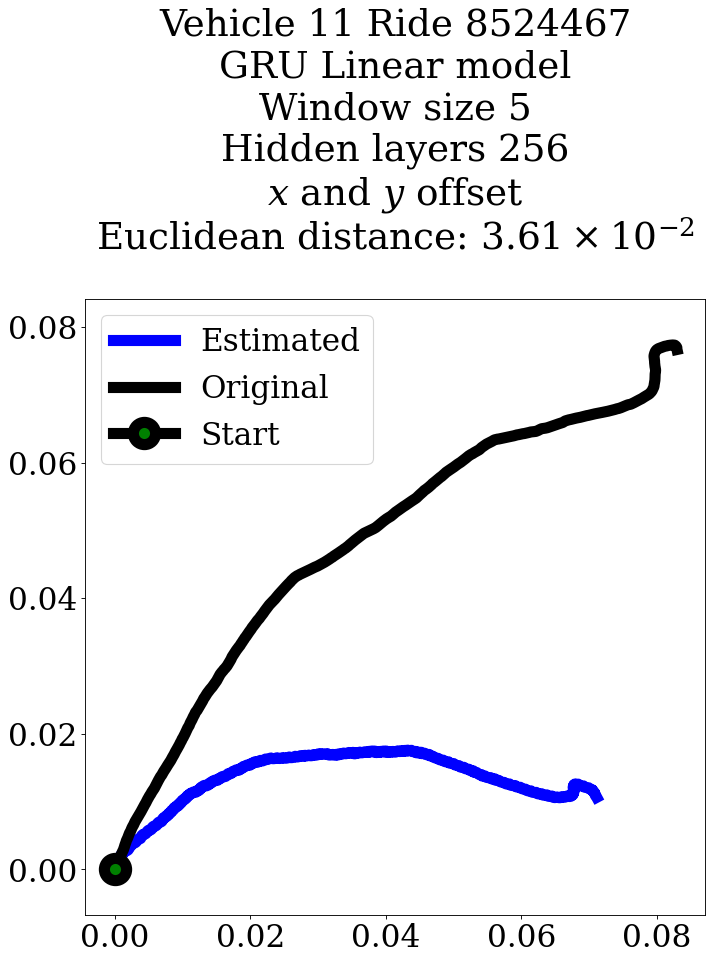 Vehicle 11 Ride 8524467
GRU Linear model
Window size 5
Hidden layers 256
x and y offset
Euclidean distance: 3.61 × 10⁻²
Estimated
Original
Start
0.08
0.06
0.04
0.02
0.00
0.00 0.02 0.04 0.06 0.08